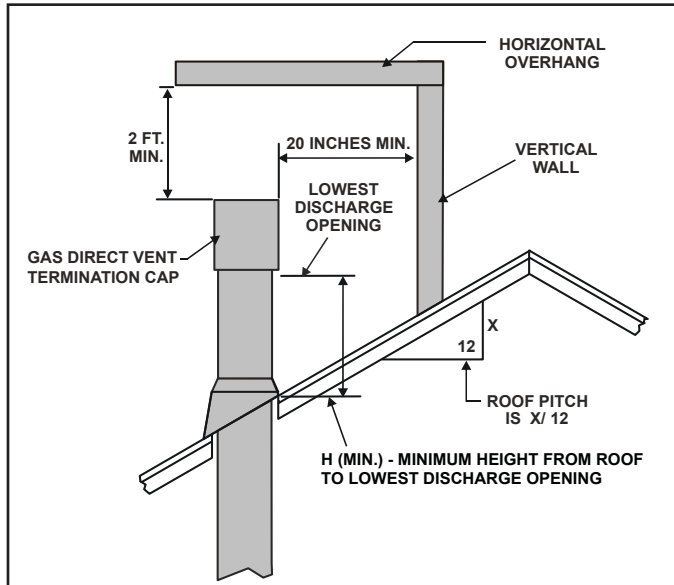 HORIZONTAL
OVERHANG
2 FT.
MIN.
20 INCHES MIN.
VERTICAL
WALL
LOWEST
DISCHARGE
OPENING
GAS DIRECT VENT
TERMINATION CAP
X
12
ROOF PITCH
IS X/ 12
H (MIN.) - MINIMUM HEIGHT FROM ROOF
TO LOWEST DISCHARGE OPENING